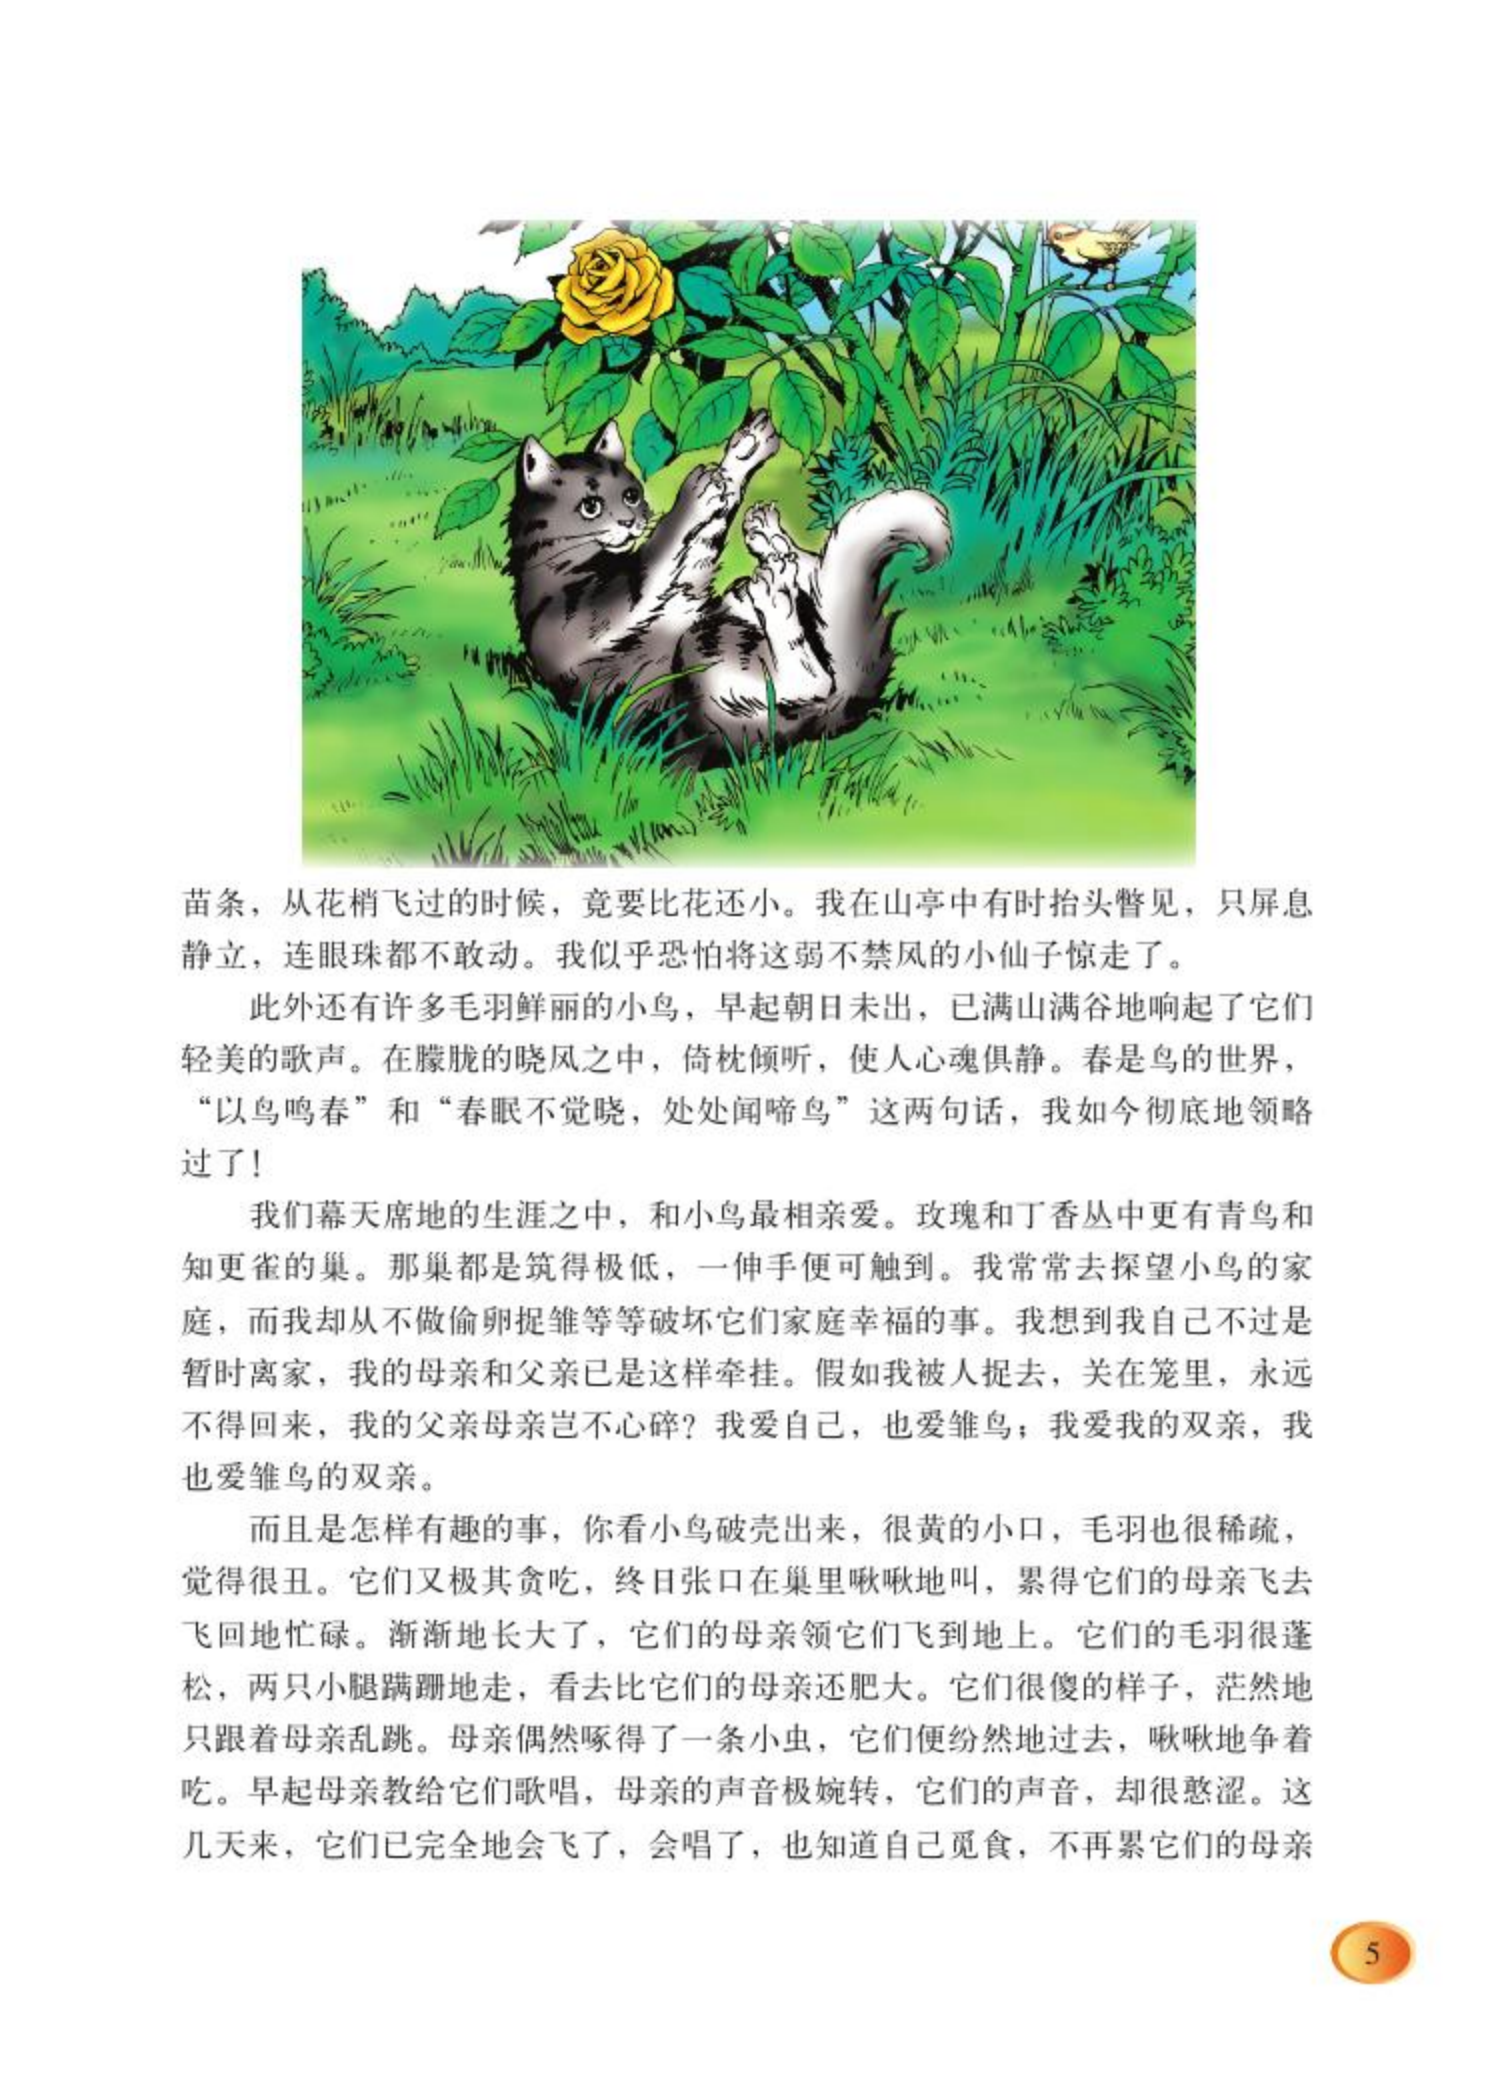 苗条，从花梢飞过的时候，竟要比花还小。我在山亭中有时抬头瞥见，只屏息
静立，连眼珠都不敢动。我似乎恐怕将这弱不禁风的小仙子惊走了。
此外还有许多毛羽鲜丽的小鸟，早起朝日未出，已满山满谷地响起了它们
轻美的歌声。在朦胧的晓风之中，倚枕倾听，使人心魂俱静。春是鸟的世界，
“以鸟鸣春”和“春眠不觉晓，处处闻啼鸟”这两句话，我如今彻底地领略
过了！
我们幕天席地的生涯之中，和小鸟最相亲爱。玫瑰和丁香丛中更有青鸟和
知更雀的巢。那巢都是筑得极低，一伸手便可触到。我常常去探望小鸟的家
庭，而我却从不做偷卵捉雏等等破坏它们家庭幸福的事。我想到我自己不过是
暂时离家，我的母亲和父亲已是这样牵挂。假如我被人捉去，关在笼里，永远
不得回来，我的父亲母亲岂不心碎？我爱自己，也爱雏鸟；我爱我的双亲，我
也爱雏鸟的双亲。
而且是怎样有趣的事，你看小鸟破壳出来，很黄的小口，毛羽也很稀疏，
觉得很丑。它们又极其贪吃，终日张口在巢里啾啾地叫，累得它们的母亲飞去
飞回地忙碌。渐渐地长大了，它们的母亲领它们飞到地上。它们的毛羽很蓬
松，两只小腿蹒跚地走，看去比它们的母亲还肥大。它们很傻的样子，茫然地
只跟着母亲乱跳。母亲偶然啄得了一条小虫，它们便纷然地过去，啾啾地争着
吃。早起母亲教给它们歌唱，母亲的声音极婉转，它们的声音，却很憨涩。这
几天来，它们已完全地会飞了，会唱了，也知道自己觅食，不再累它们的母亲
5